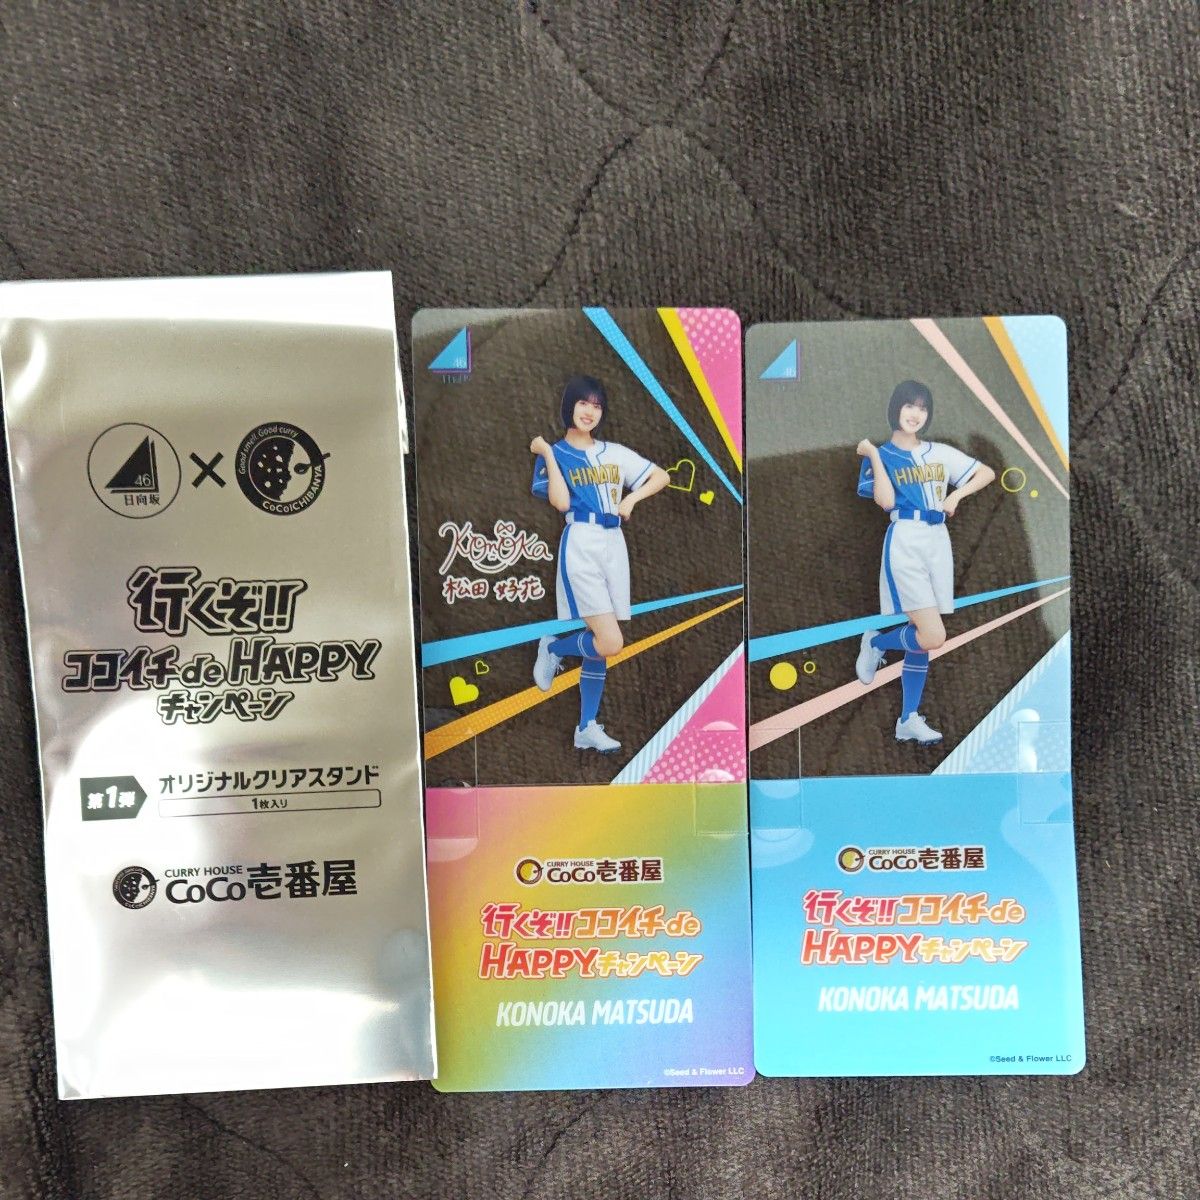 46
日向坂
×
Good smell Good curry
CoCoICHIBANYA
行くぞ!!
ココイチ de HAPPY
キャンペーン
第1弾
オリジナルクリアスタンド
1枚入り
CURRY HOUSE
CoCo壱番屋
46
HINATA
Konoka
松田 好花
CURRY HOUSE
CoCo壱番屋
行くぞ!!ココイチ de
HAPPYキャンペーン
KONOKA MATSUDA
©Seed & Flower LLC
46
HINATA
CURRY HOUSE
CoCo壱番屋
行くぞ!!ココイチ de
HAPPYキャンペーン
KONOKA MATSUDA
©Seed & Flower LLC